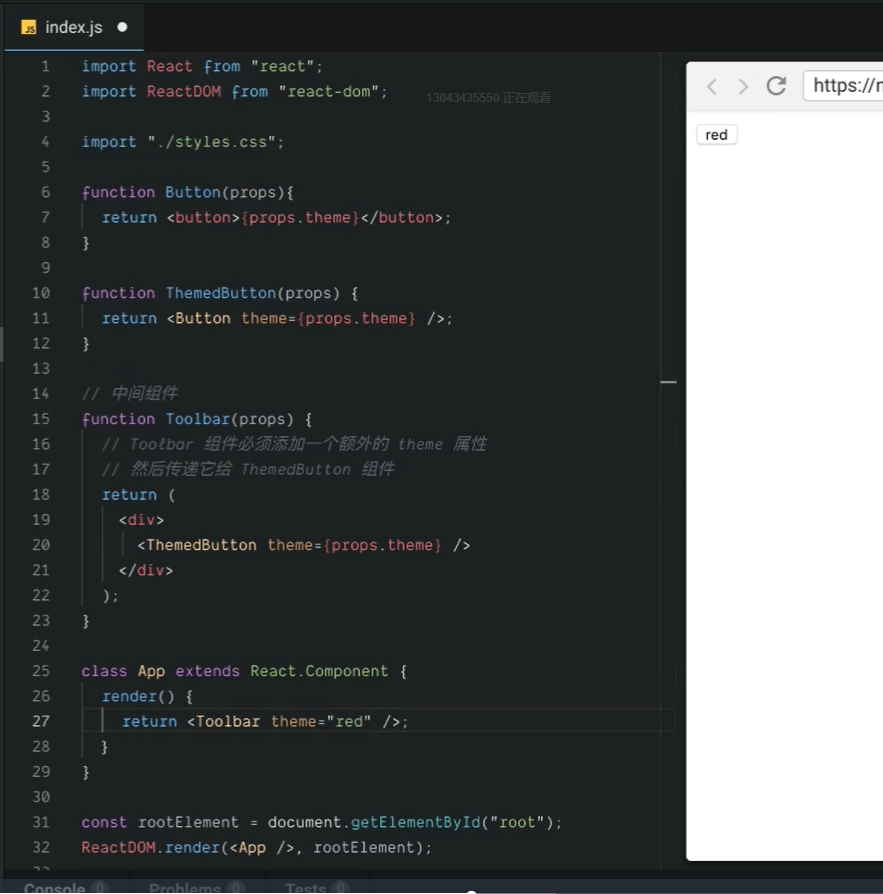 index.js
1 import React from "react";
2 import ReactDOM from "react-dom";
13043435550 正在观看
3
4 import "./styles.css";
5
6 function Button(props){
7 return <button>{props.theme}</button>;
8 }
9
10 function ThemedButton(props) {
11 return <Button theme={props.theme} />;
12 }
13
14 // 中间组件
15 function Toolbar(props) {
16 // Toolbar 组件必须添加一个额外的 theme 属性
17 // 然后传递它给 ThemedButton 组件
18 return (
19 <div>
20 <ThemedButton theme={props.theme} />
21 </div>
22 );
23 }
24
25 class App extends React.Component {
26 render() {
27 return <Toolbar theme="red" />;
28 }
29 }
30
31 const rootElement = document.getElementById("root");
32 ReactDOM.render(<App />, rootElement);
33
Console 0 Problems 0 Tests 0
https://
red